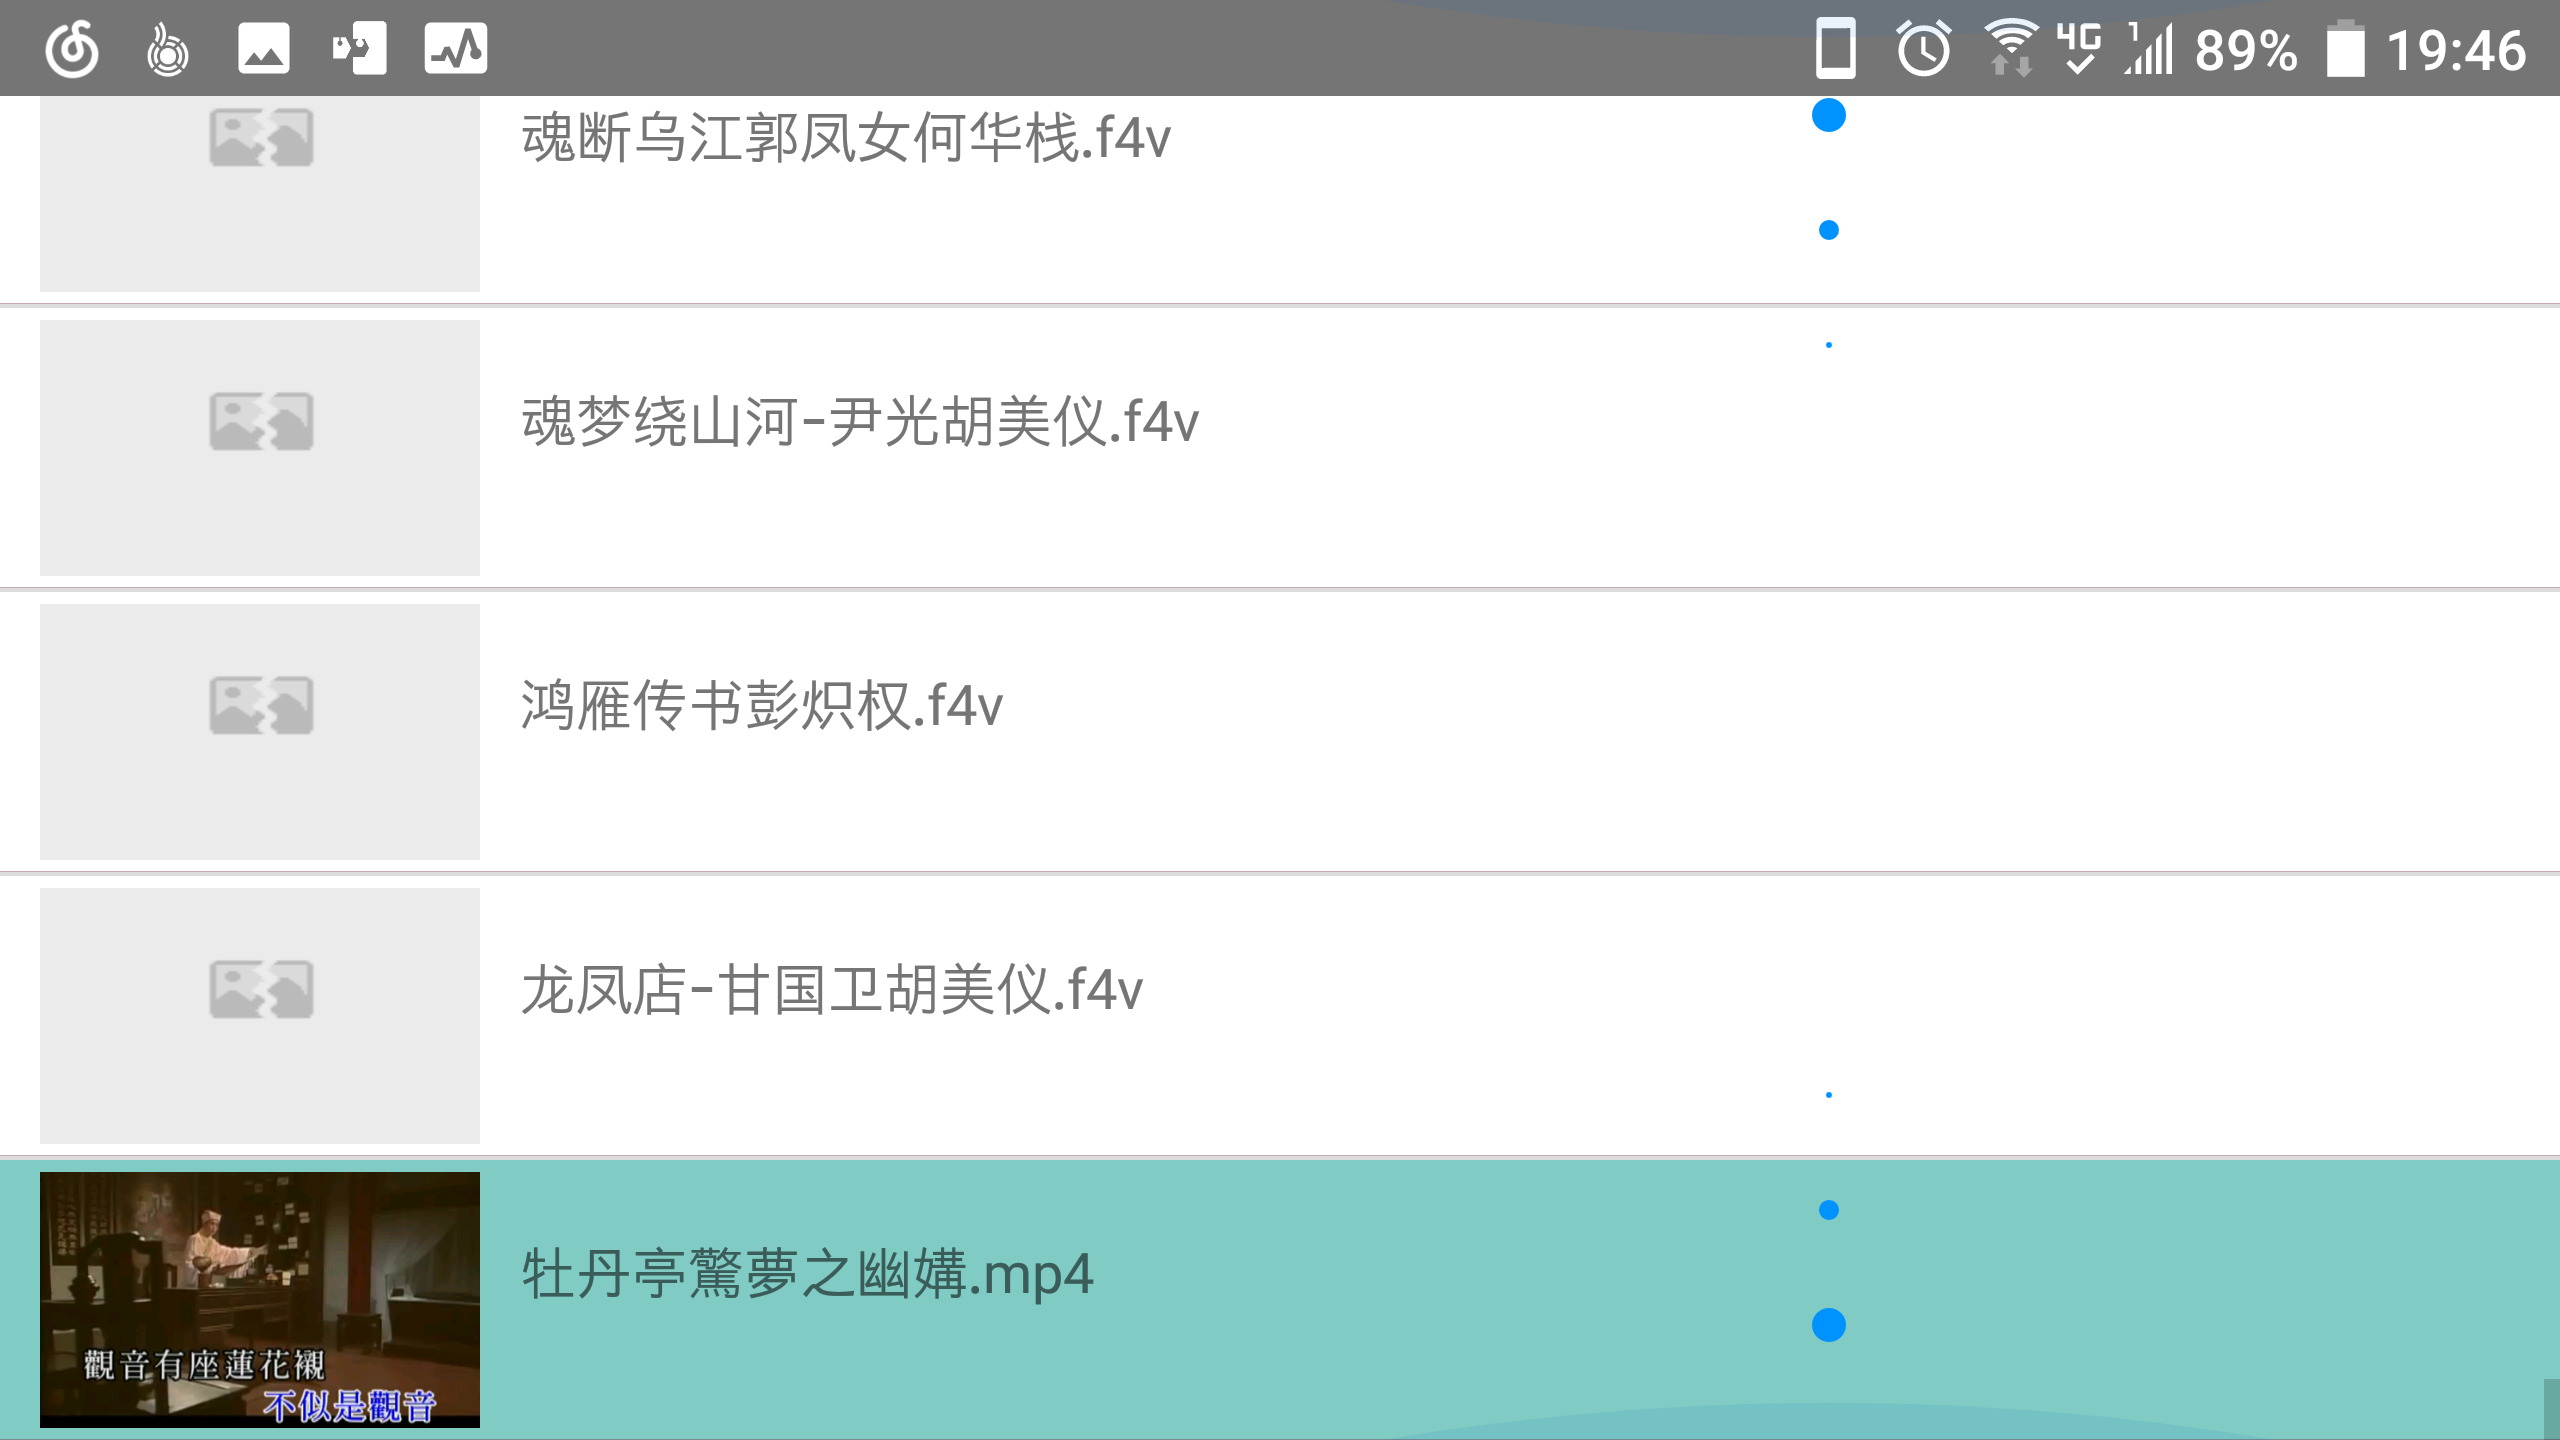 4G 1 89% 19:46
魂断乌江郭凤女何华栈.f4v
魂梦绕山河-尹光胡美仪.f4v
鸿雁传书彭炽权.f4v
龙凤店-甘国卫胡美仪.f4v
牡丹亭驚夢之幽媾.mp4
觀音有座蓮花襯
不似是觀音